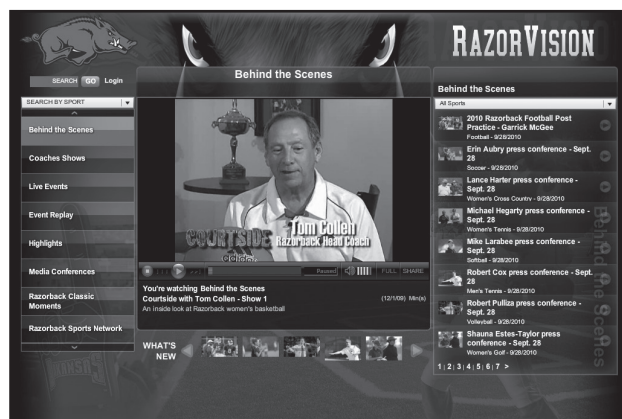 RAZORVISION
SEARCH GO Login
SEARCH BY SPORT
Behind the Scenes
Coaches Shows
Live Events
Event Replay
Highlights
Media Conferences
Razorback Classic
Moments
Razorback Sports Network
Behind the Scenes
COURTSIDE
Tom Collen
Razorback Head Coach
Paused
FULL SHARE
You're watching Behind the Scenes
Courtside with Tom Collen - Show 1
(12/1/09) Min(s)
An inside look at Razorback women's basketball
WHAT'S
NEW
Behind the Scenes
All Sports
2010 Razorback Football Post
Practice - Garrick McGee
Football - 9/28/2010
Erin Aubry press conference -
Sept. 28
Soccer - 9/28/2010
Lance Harter press conference -
Sept. 28
Women's Cross Country - 9/28/2010
Michael Hegarty press conference -
Sept. 28
Women's Tennis - 9/28/2010
Mike Larabee press conference -
Sept. 28
Softball - 9/28/2010
Robert Cox press conference - Sept.
28
Men's Tennis - 9/28/2010
Robert Pulliza press conference -
Sept. 28
Volleyball - 9/28/2010
Shauna Estes-Taylor press
conference - Sept. 28
Women's Golf - 9/28/2010
1 | 2 | 3 | 4 | 5 | 6 | 7 >
Behind the Scenes